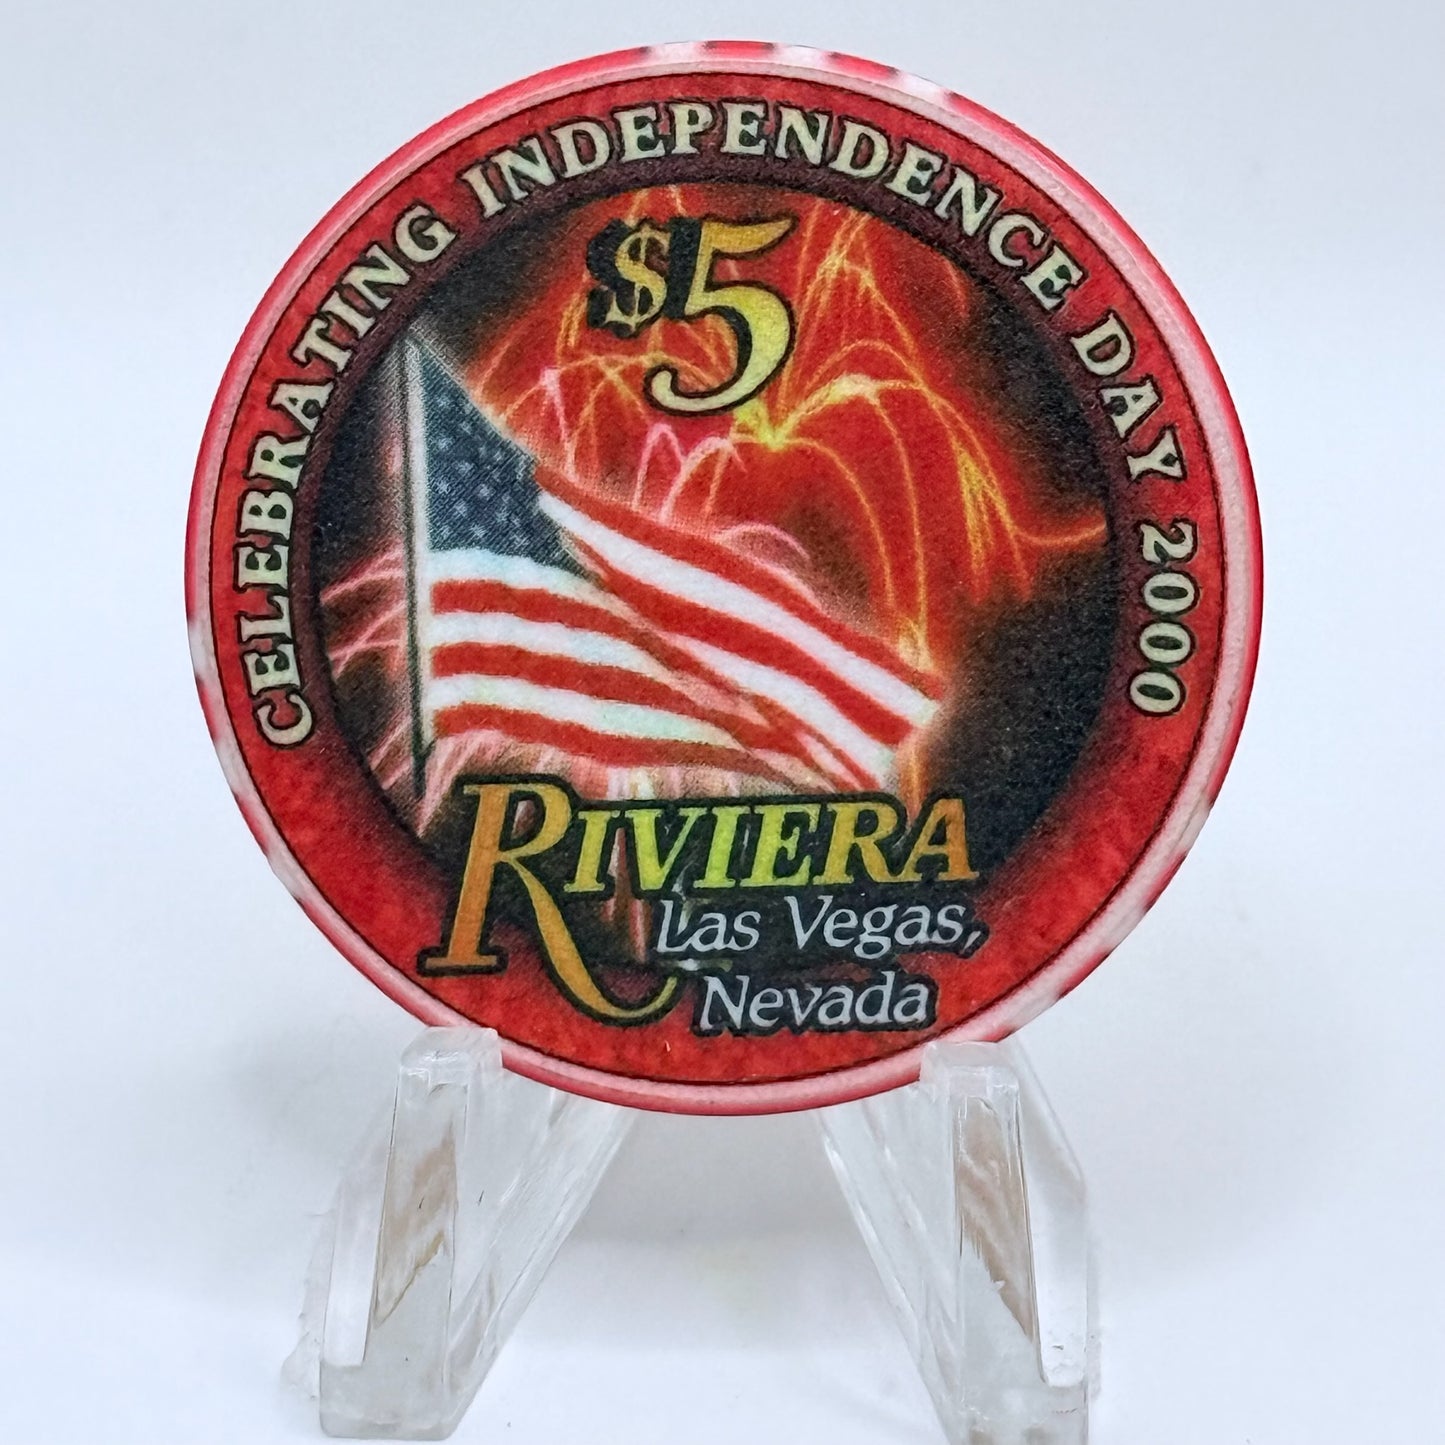 CELEBRATING INDEPENDENCE DAY 2000
$5
RIVIERA
Las Vegas,
Nevada